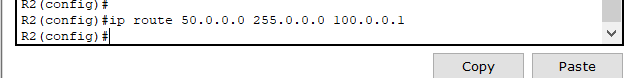 R2(config)#
R2(config)#ip route 50.0.0.0 255.0.0.0 100.0.0.1
R2(config)#
Copy
Paste